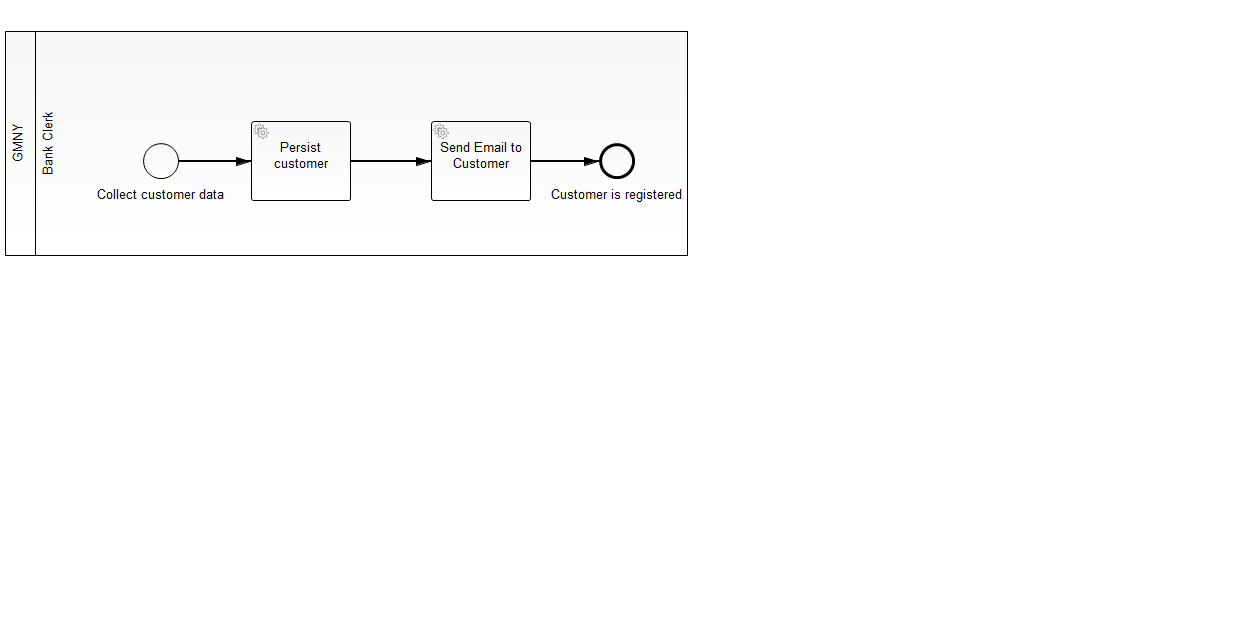 GMNY
Bank Clerk
Collect customer data
Persist
customer
Send Email to
Customer
Customer is registered